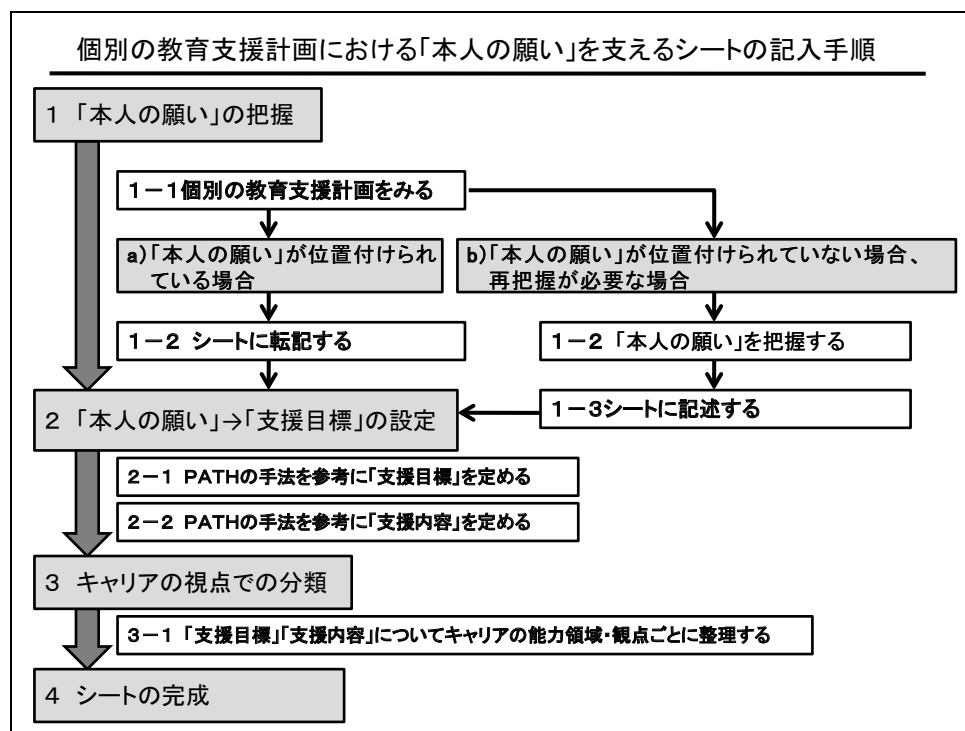 個別の教育支援計画における「本人の願い」を支えるシートの記入手順
1 「本人の願い」の把握
1－1個別の教育支援計画をみる
a)「本人の願い」が位置付けられ
ている場合
b)「本人の願い」が位置付けられていない場合、
再把握が必要な場合
1－2 シートに転記する
1－2 「本人の願い」を把握する
1－3シートに記述する
2 「本人の願い」→「支援目標」の設定
2－1 PATHの手法を参考に「支援目標」を定める
2－2 PATHの手法を参考に「支援内容」を定める
3 キャリアの視点での分類
3－1 「支援目標」「支援内容」についてキャリアの能力領域・観点ごとに整理する
4 シートの完成